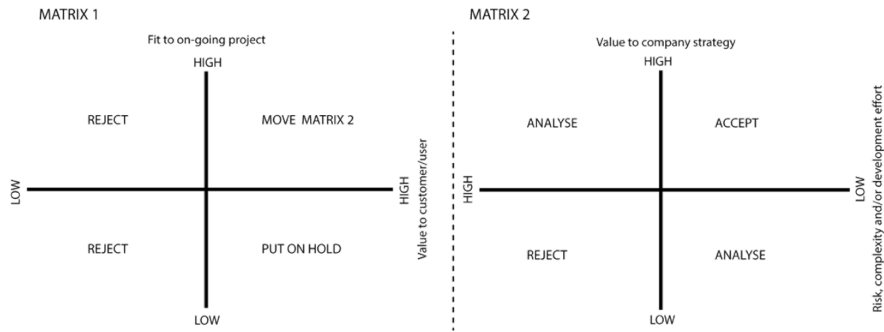 MATRIX 1
Fit to on-going project
HIGH
REJECT
MOVE MATRIX 2
LOW
HIGH
Value to customer/user
REJECT
PUT ON HOLD
LOW
MATRIX 2
Value to company strategy
HIGH
ANALYSE
ACCEPT
HIGH
LOW
Risk, complexity and/or development effort
REJECT
ANALYSE
LOW